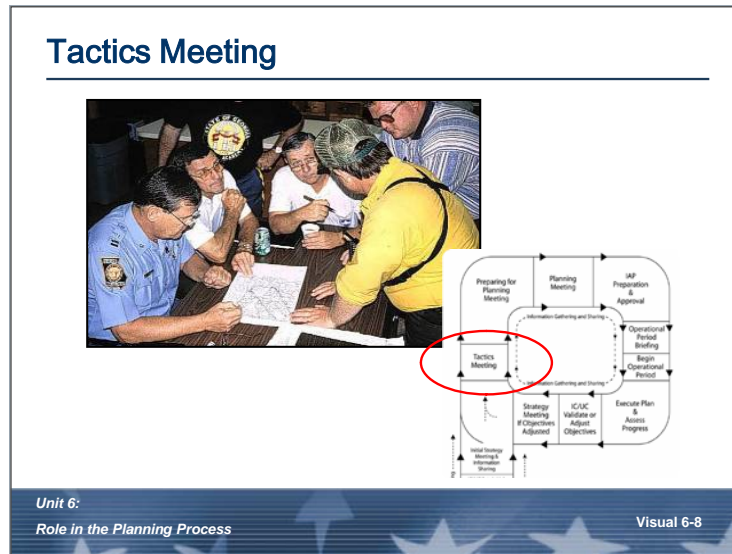 Tactics Meeting
STATE OF GEORGIA
Preparing for
Planning
Meeting
Planning
Meeting
IAP
Preparation
&
Approval
Information Gathering and Sharing
Operational
Period
Briefing
Begin
Operational
Period
Tactics
Meeting
Information Gathering and Sharing
Strategy
Meeting
If Objectives
Adjusted
IC/UC
Validate or
Adjust
Objectives
Execute Plan
&
Assess
Progress
Initial Strategy
Meeting &
Information
Sharing
Unit 6:
Role in the Planning Process
Visual 6-8